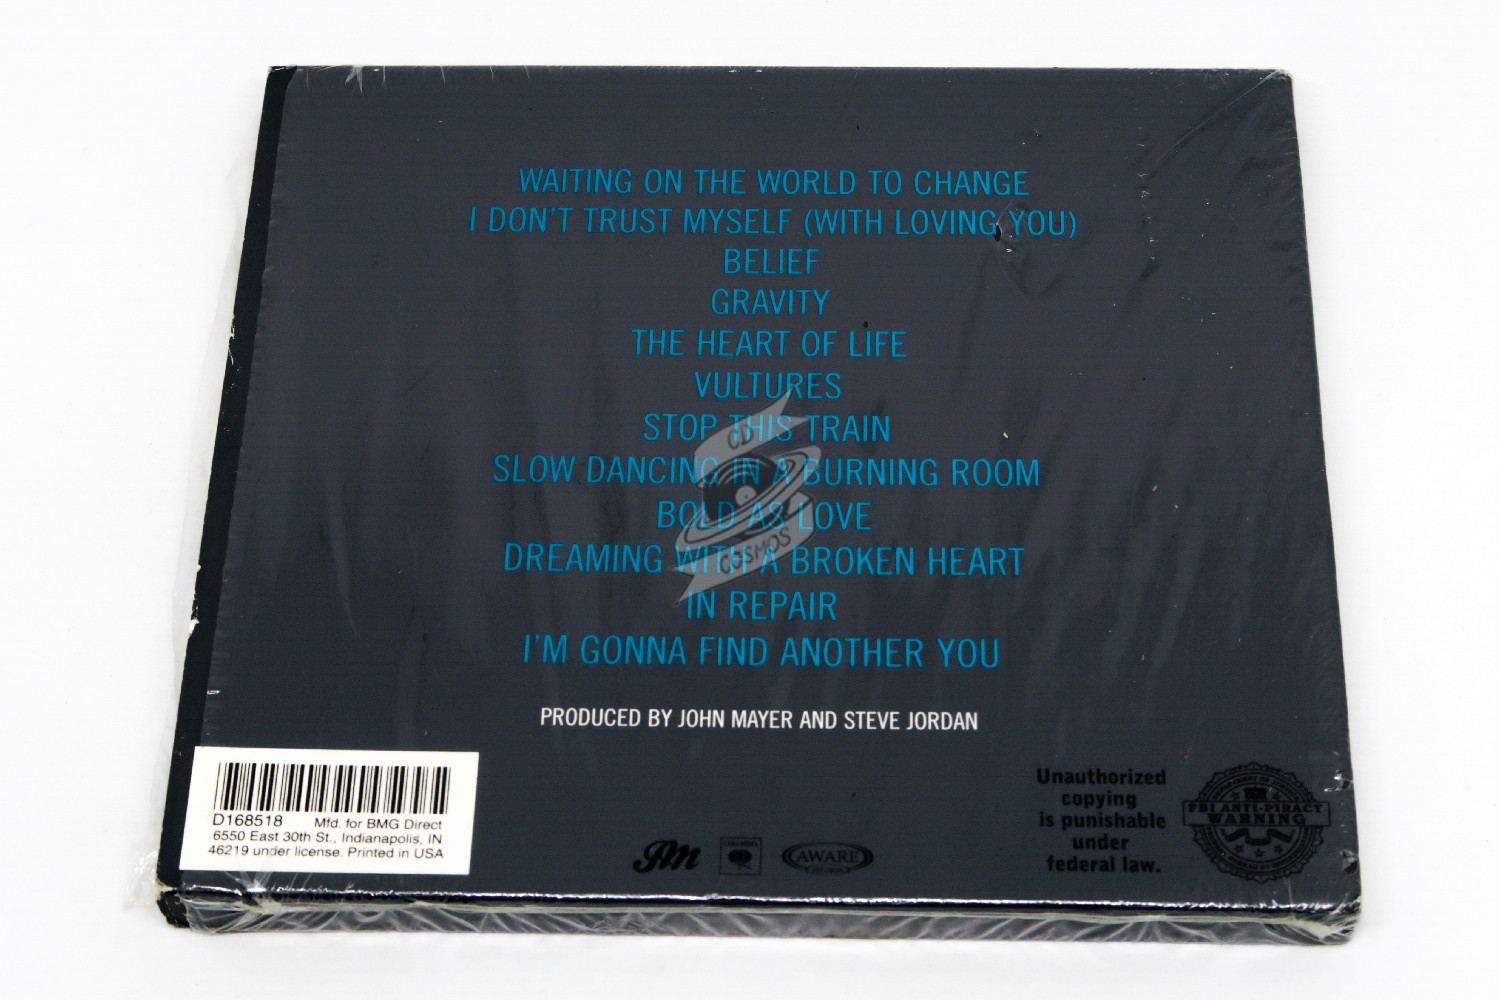 WAITING ON THE WORLD TO CHANGE
I DON'T TRUST MYSELF (WITH LOVING YOU)
BELIEF
GRAVITY
THE HEART OF LIFE
VULTURES
STOP THIS TRAIN
SLOW DANCING IN A BURNING ROOM
BOLD AS LOVE
DREAMING WITH A BROKEN HEART
IN REPAIR
I'M GONNA FIND ANOTHER YOU
CD
COSMOS
PRODUCED BY JOHN MAYER AND STEVE JORDAN
D168518 Mfd. for BMG Direct
6550 East 30th St., Indianapolis, IN
46219 under license. Printed in USA
JM
COLUMBIA
AWARE
Unauthorized
copying
is punishable
under
federal law.
FBI ANTI-PIRACY
WARNING